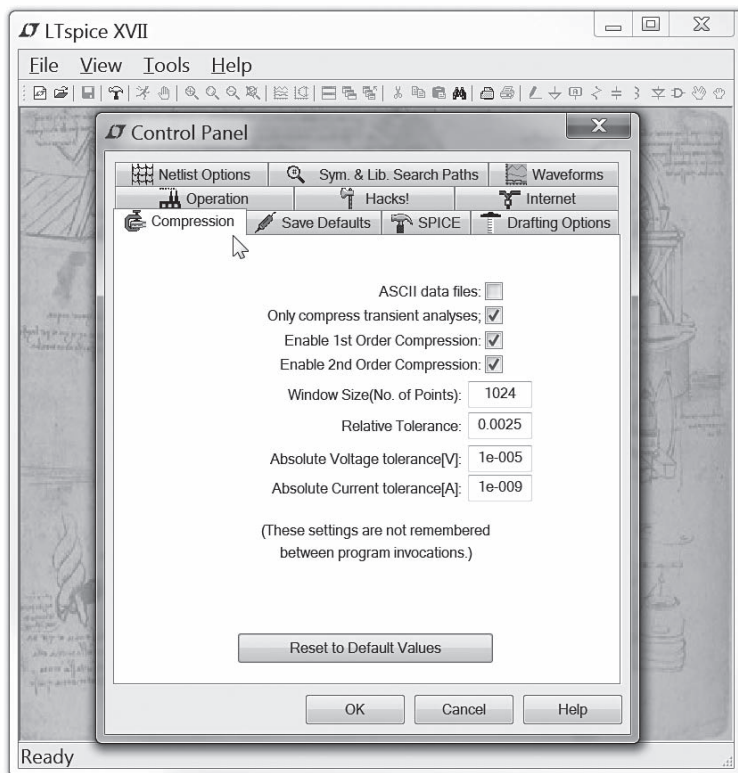 LTspice XVII
File View Tools Help
Control Panel
Netlist Options Sym. & Lib. Search Paths Waveforms
Operation Hacks! Internet
Compression Save Defaults SPICE Drafting Options
ASCII data files:
Only compress transient analyses;
Enable 1st Order Compression:
Enable 2nd Order Compression:
Window Size(No. of Points): 1024
Relative Tolerance: 0.0025
Absolute Voltage tolerance[V]: 1e-005
Absolute Current tolerance[A]: 1e-009
(These settings are not remembered
between program invocations.)
Reset to Default Values
OK Cancel Help
Ready